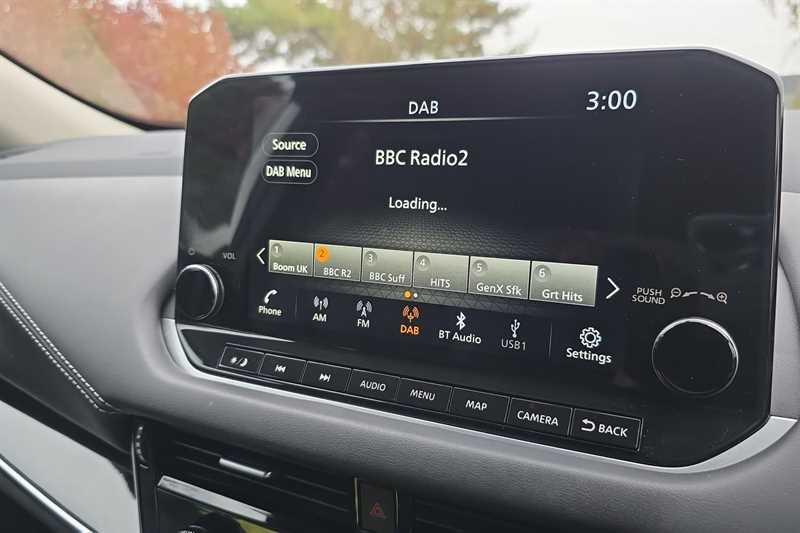 DAB
3:00
Source
BBC Radio2
DAB Menu
Loading...
1 Boom UK
2 BBC R2
3 BBC Suff
4 HITS
5 GenX Sfk
6 Grt Hits
VOL
PUSH
SOUND
Phone
AM
FM
DAB
BT Audio
USB1
Settings
AUDIO
MENU
MAP
CAMERA
BACK